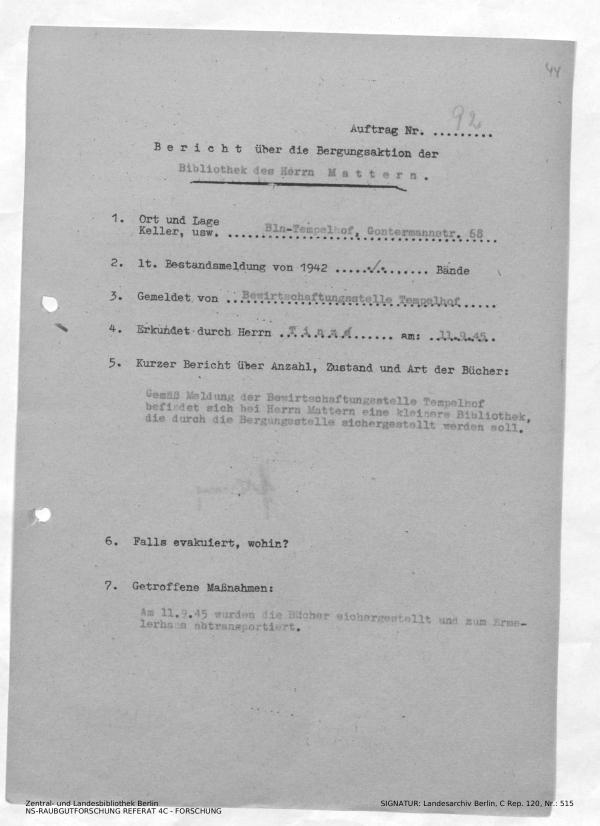 44
Auftrag Nr. 92
Bericht über die Bergungsaktion der
Bibliothek des Herrn Mattern.
1. Ort und Lage
Keller, usw. Bln-Tempelhof, Gontermannstr. 68
2. lt. Bestandsmeldung von 1942 ....../....... Bände
3. Gemeldet von ..Bewirtschaftungsstelle Tempelhof.....
4. Erkundet durch Herrn ........ am: ..11.9.45.
5. Kurzer Bericht über Anzahl, Zustand und Art der Bücher:
Gemäß Meldung der Bewirtschaftungsstelle Tempelhof
befindet sich bei Herrn Mattern eine kleinere Bibliothek,
die durch die Bergungsstelle sichergestellt werden soll.
6. Falls evakuiert, wohin?
7. Getroffene Maßnahmen:
Am 11.9.45 wurden die Bücher sichergestellt und zum Erme-
lerhaus abtransportiert.
Zentral- und Landesbibliothek Berlin
NS-RAUBGUTFORSCHUNG REFERAT 4C - FORSCHUNG
SIGNATUR: Landesarchiv Berlin, C Rep. 120, Nr.: 515